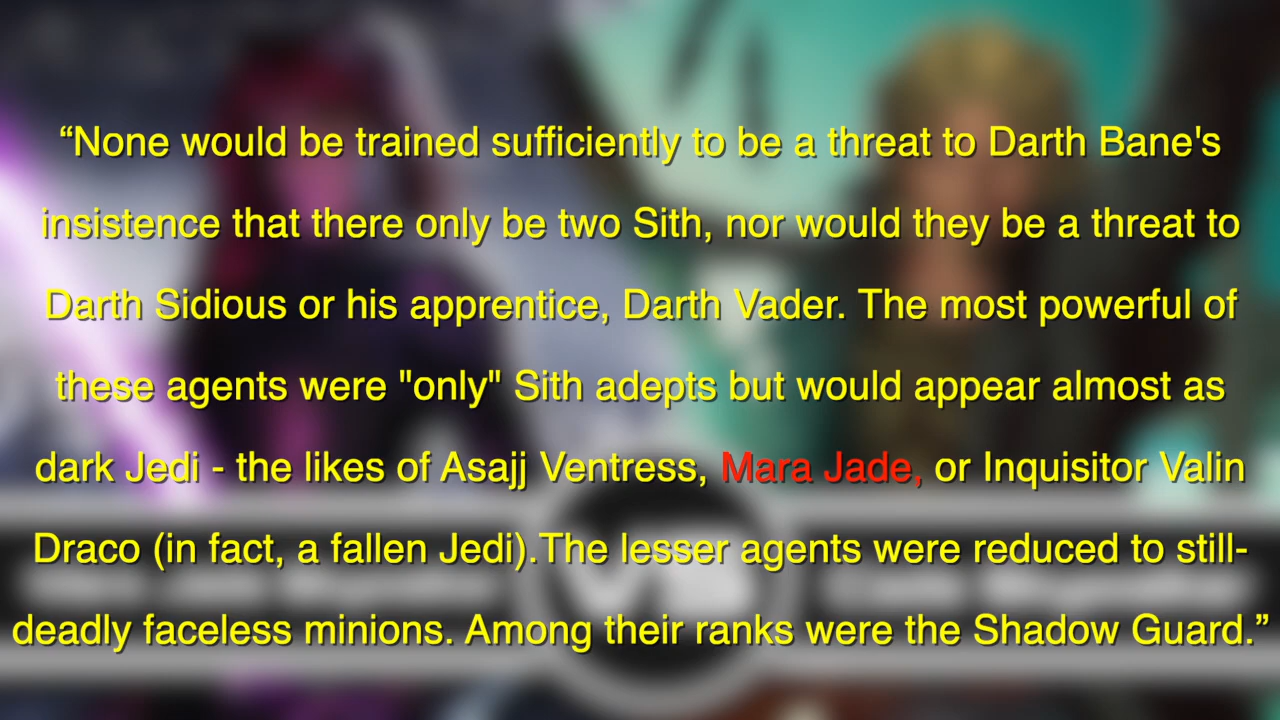 “None would be trained sufficiently to be a threat to Darth Bane's
insistence that there only be two Sith, nor would they be a threat to
Darth Sidious or his apprentice, Darth Vader. The most powerful of
these agents were "only" Sith adepts but would appear almost as
dark Jedi - the likes of Asajj Ventress, Mara Jade, or Inquisitor Valin
Draco (in fact, a fallen Jedi).The lesser agents were reduced to still-
deadly faceless minions. Among their ranks were the Shadow Guard.”